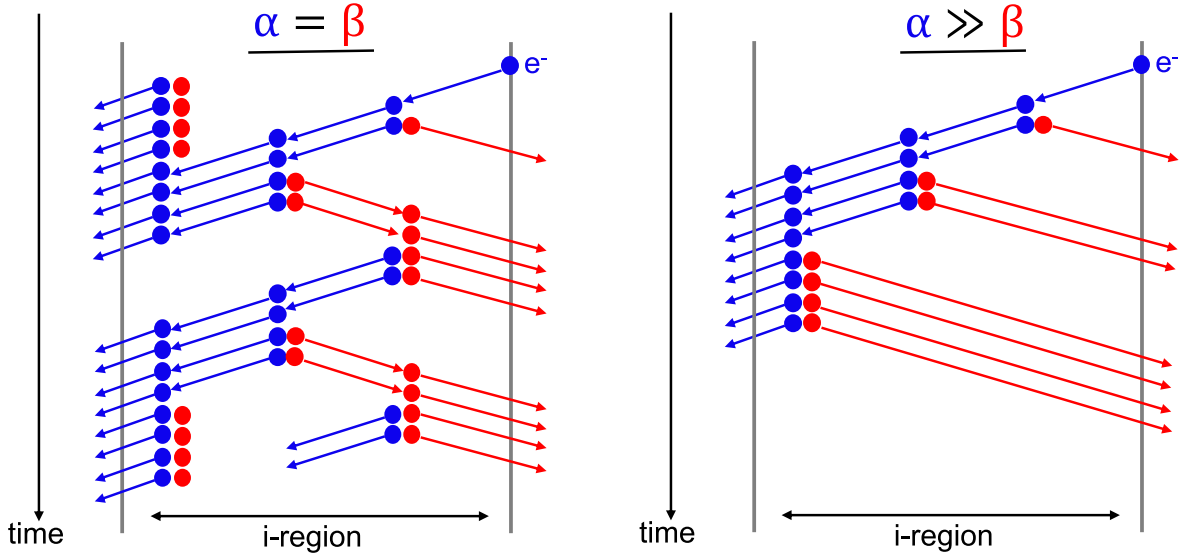 α = β
e-
time
i-region
α ≫ β
e-
time
i-region